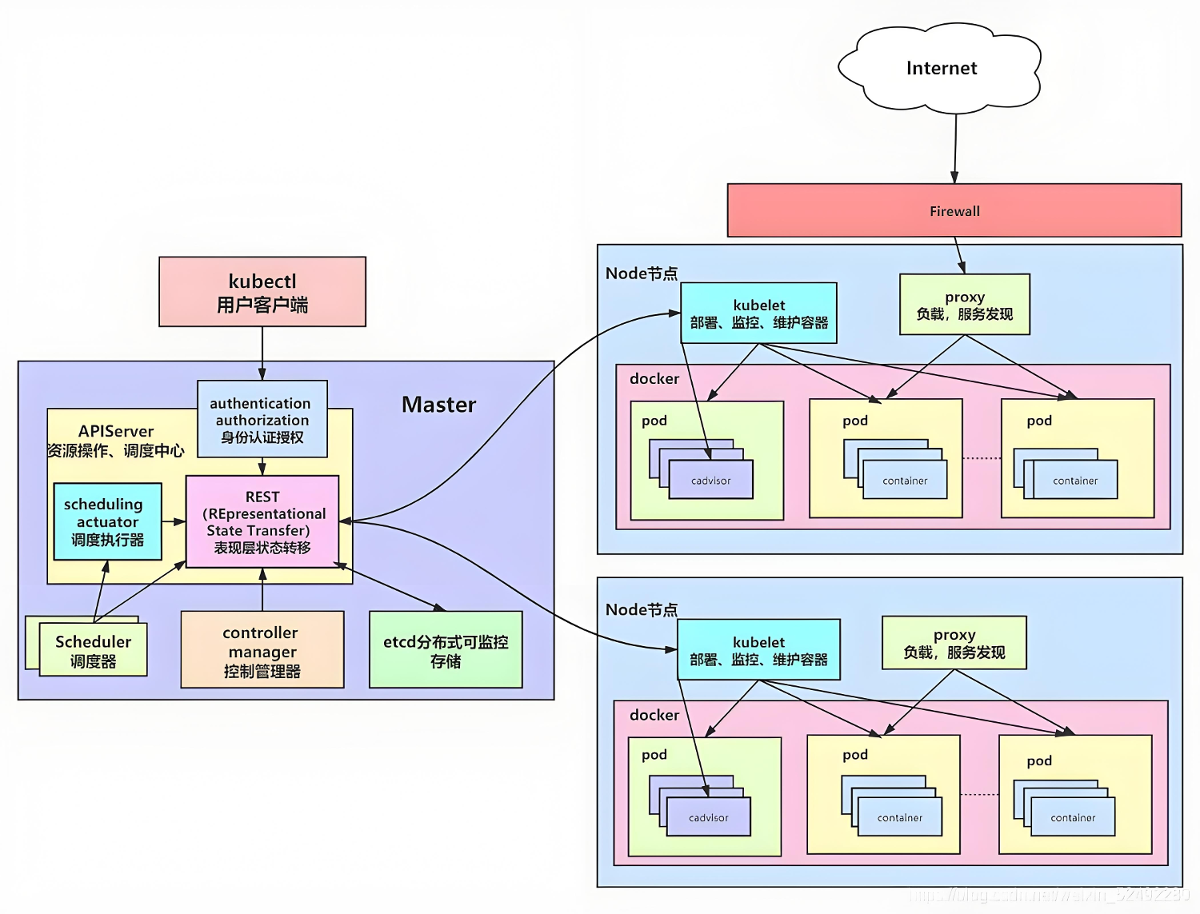 Internet
Firewall
kubectl
用户客户端
Master
authentication
authorization
身份认证授权
APIServer
资源操作、调度中心
scheduling
actuator
调度执行器
REST
（REpresentational
State Transfer）
表现层状态转移
Scheduler
调度器
controller
manager
控制管理器
etcd分布式可监控
存储
Node节点
kubelet
部署、监控、维护容器
proxy
负载，服务发现
docker
pod
cadvisor
pod
container
pod
container
Node节点
kubelet
部署、监控、维护容器
proxy
负载，服务发现
docker
pod
cadvisor
pod
container
pod
container